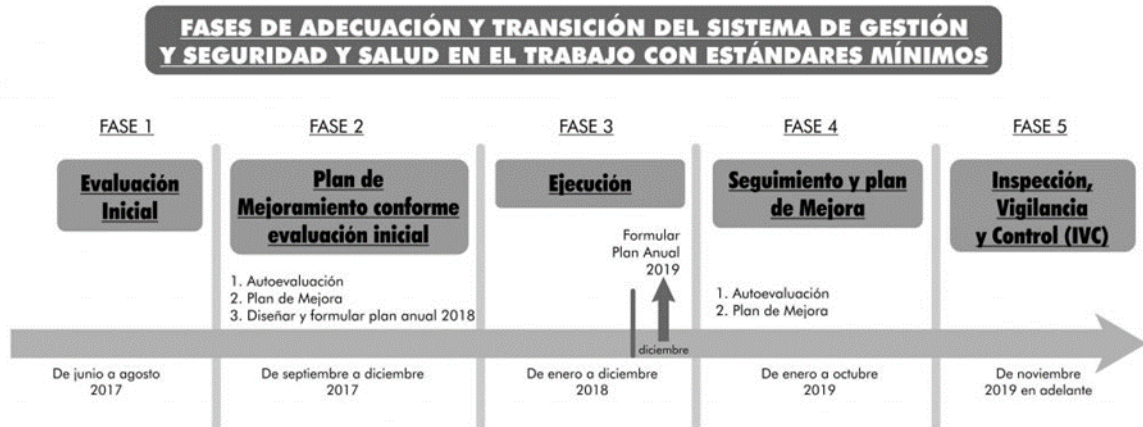 FASES DE ADECUACIÓN Y TRANSICIÓN DEL SISTEMA DE GESTIÓN
Y SEGURIDAD Y SALUD EN EL TRABAJO CON ESTÁNDARES MÍNIMOS
FASE 1
Evaluación
Inicial
De junio a agosto
2017
FASE 2
Plan de
Mejoramiento conforme
evaluación inicial
1. Autoevaluación
2. Plan de Mejora
3. Diseñar y formular plan anual 2018
De septiembre a diciembre
2017
FASE 3
Ejecución
Formular
Plan Anual
2019
diciembre
De enero a diciembre
2018
FASE 4
Seguimiento y plan
de Mejora
1. Autoevaluación
2. Plan de Mejora
De enero a octubre
2019
FASE 5
Inspección,
Vigilancia
y Control (IVC)
De noviembre
2019 en adelante